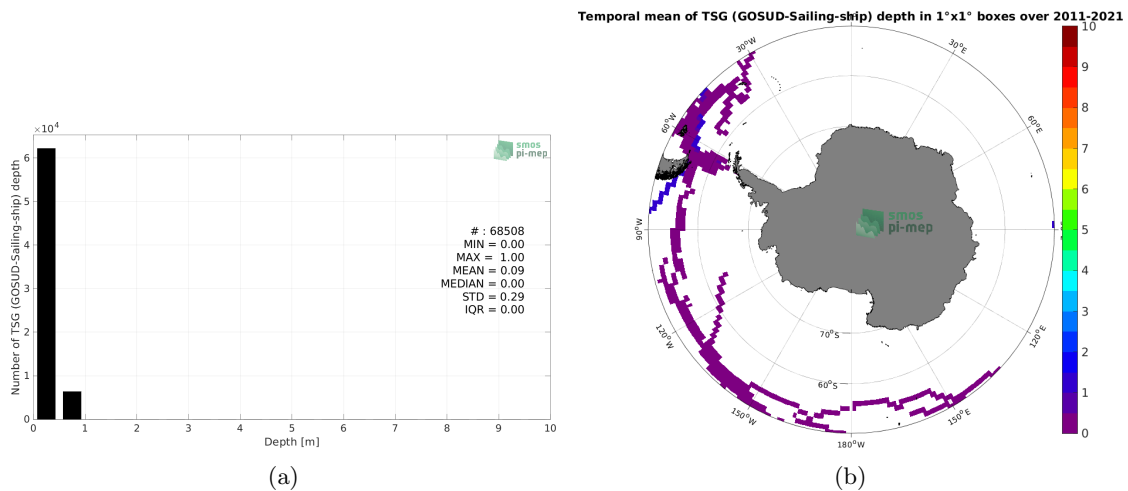 ×10⁴
6
5
4
3
2
1
0
Number of TSG (GOSUD-Sailing-ship) depth
smos
pi-mep
# : 68508
MIN = 0.00
MAX = 1.00
MEAN = 0.09
MEDIAN = 0.00
STD = 0.29
IQR = 0.00
0 1 2 3 4 5 6 7 8 9 10
Depth [m]
(a)
Temporal mean of TSG (GOSUD-Sailing-ship) depth in 1°x1° boxes over 2011-2021
30°W
30°E
60°W
60°E
90°W
smos
pi-mep
120°W
120°E
70°S
60°S
150°W
150°E
180°W
10
9
8
7
6
5
4
3
2
1
0
(b)